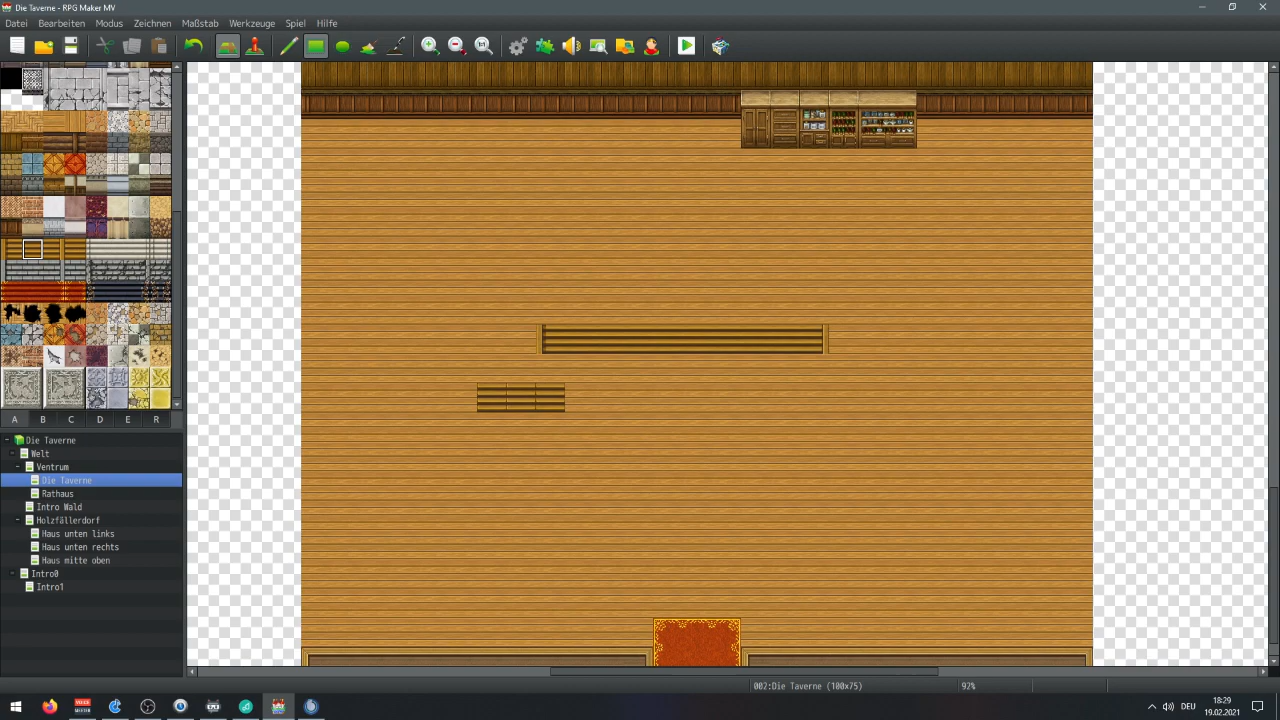 Die Taverne - RPG Maker MV
Datei Bearbeiten Modus Zeichnen Maßstab Werkzeuge Spiel Hilfe
A B C D E R
Die Taverne
Welt
Ventrum
Die Taverne
Rathaus
Intro Wald
Holzfällerdorf
Haus unten links
Haus unten rechts
Haus mitte oben
Intro0
Intro1
002:Die Taverne (100x75) 92%
DEU
18:29
19.02.2021